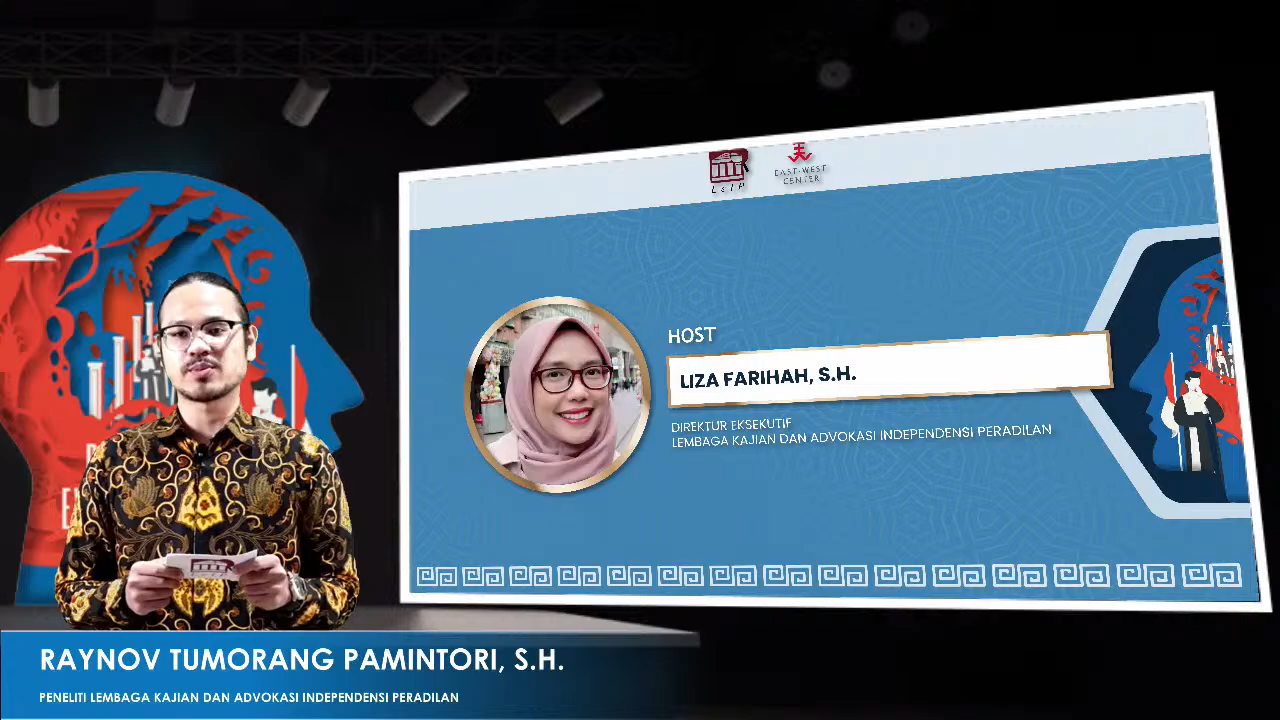 LeIP
EAST-WEST
CENTER
HOST
LIZA FARIHAH, S.H.
DIREKTUR EKSEKUTIF
LEMBAGA KAJIAN DAN ADVOKASI INDEPENDENSI PERADILAN
RAYNOV TUMORANG PAMINTORI, S.H.
PENELITI LEMBAGA KAJIAN DAN ADVOKASI INDEPENDENSI PERADILAN